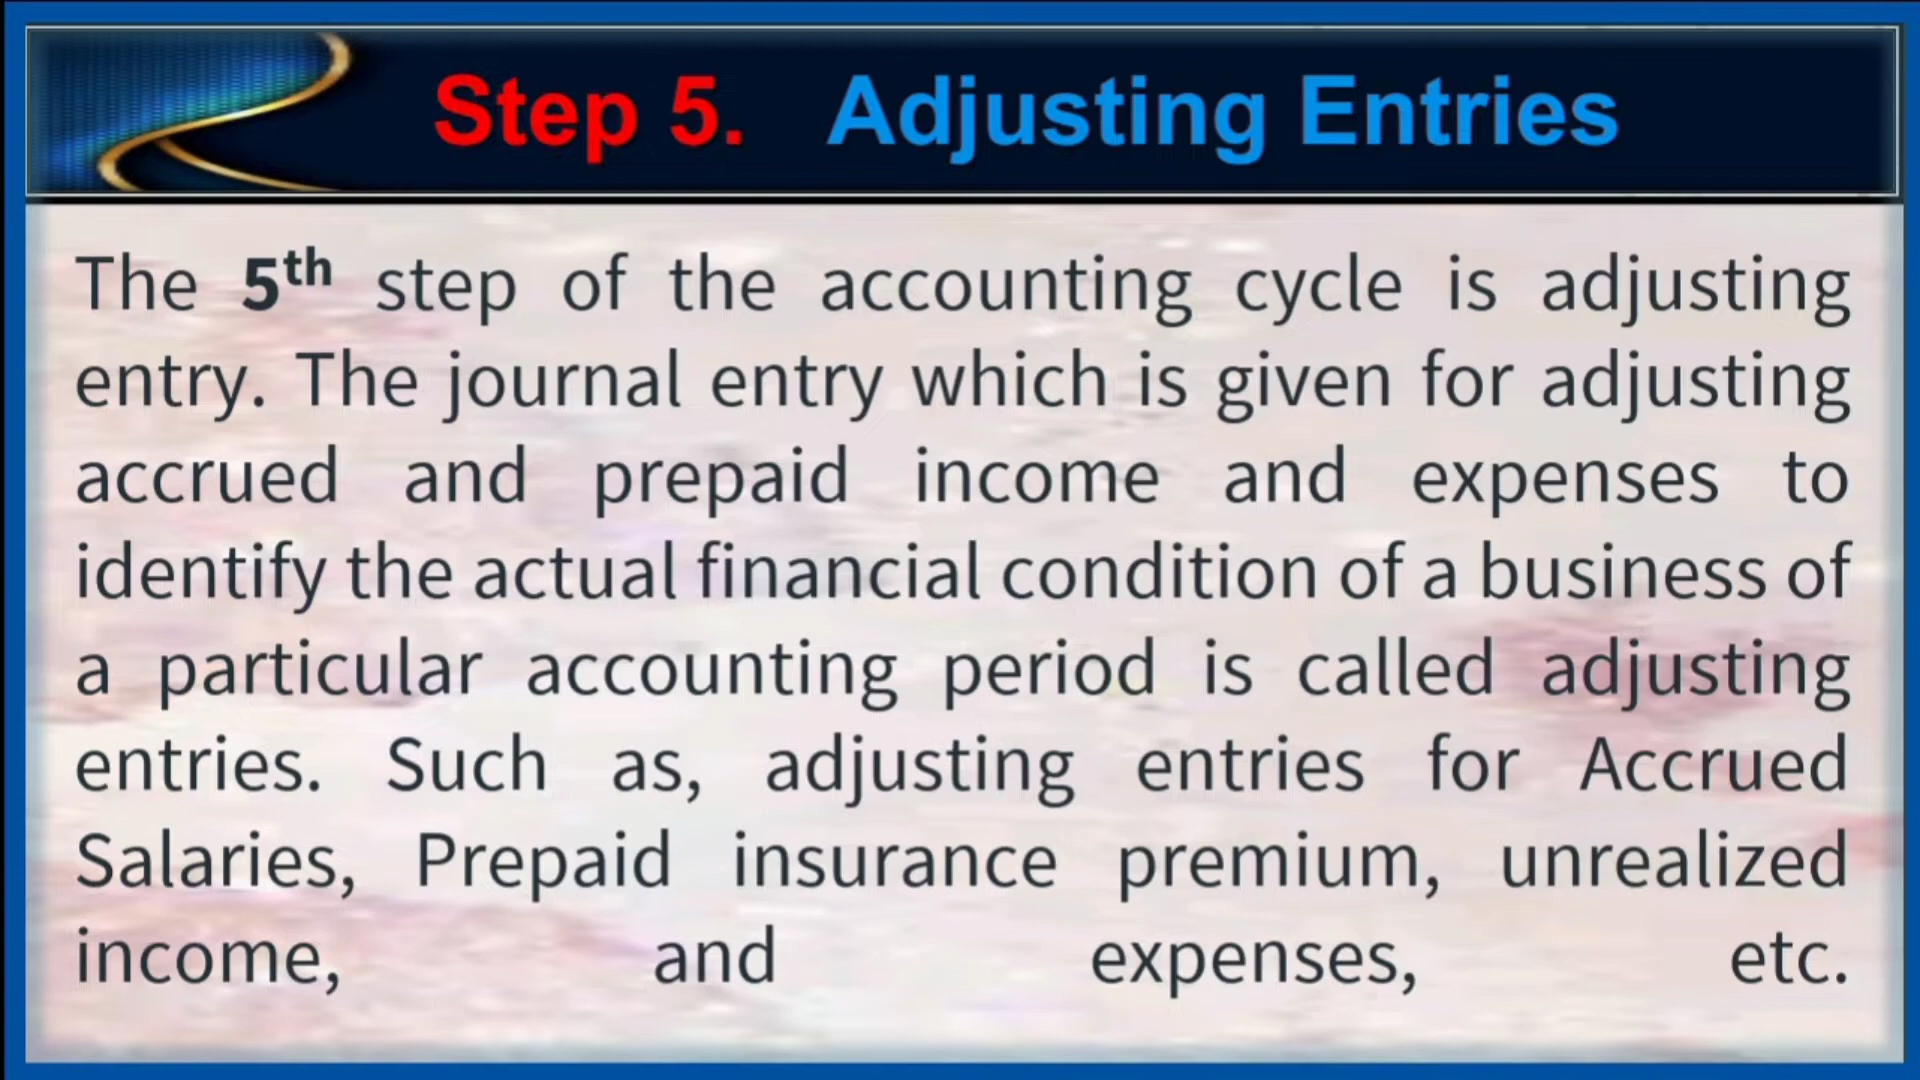 Step 5. Adjusting Entries
The 5th step of the accounting cycle is adjusting
entry. The journal entry which is given for adjusting
accrued and prepaid income and expenses to
identify the actual financial condition of a business of
a particular accounting period is called adjusting
entries. Such as, adjusting entries for Accrued
Salaries, Prepaid insurance premium, unrealized
income, and expenses, etc.